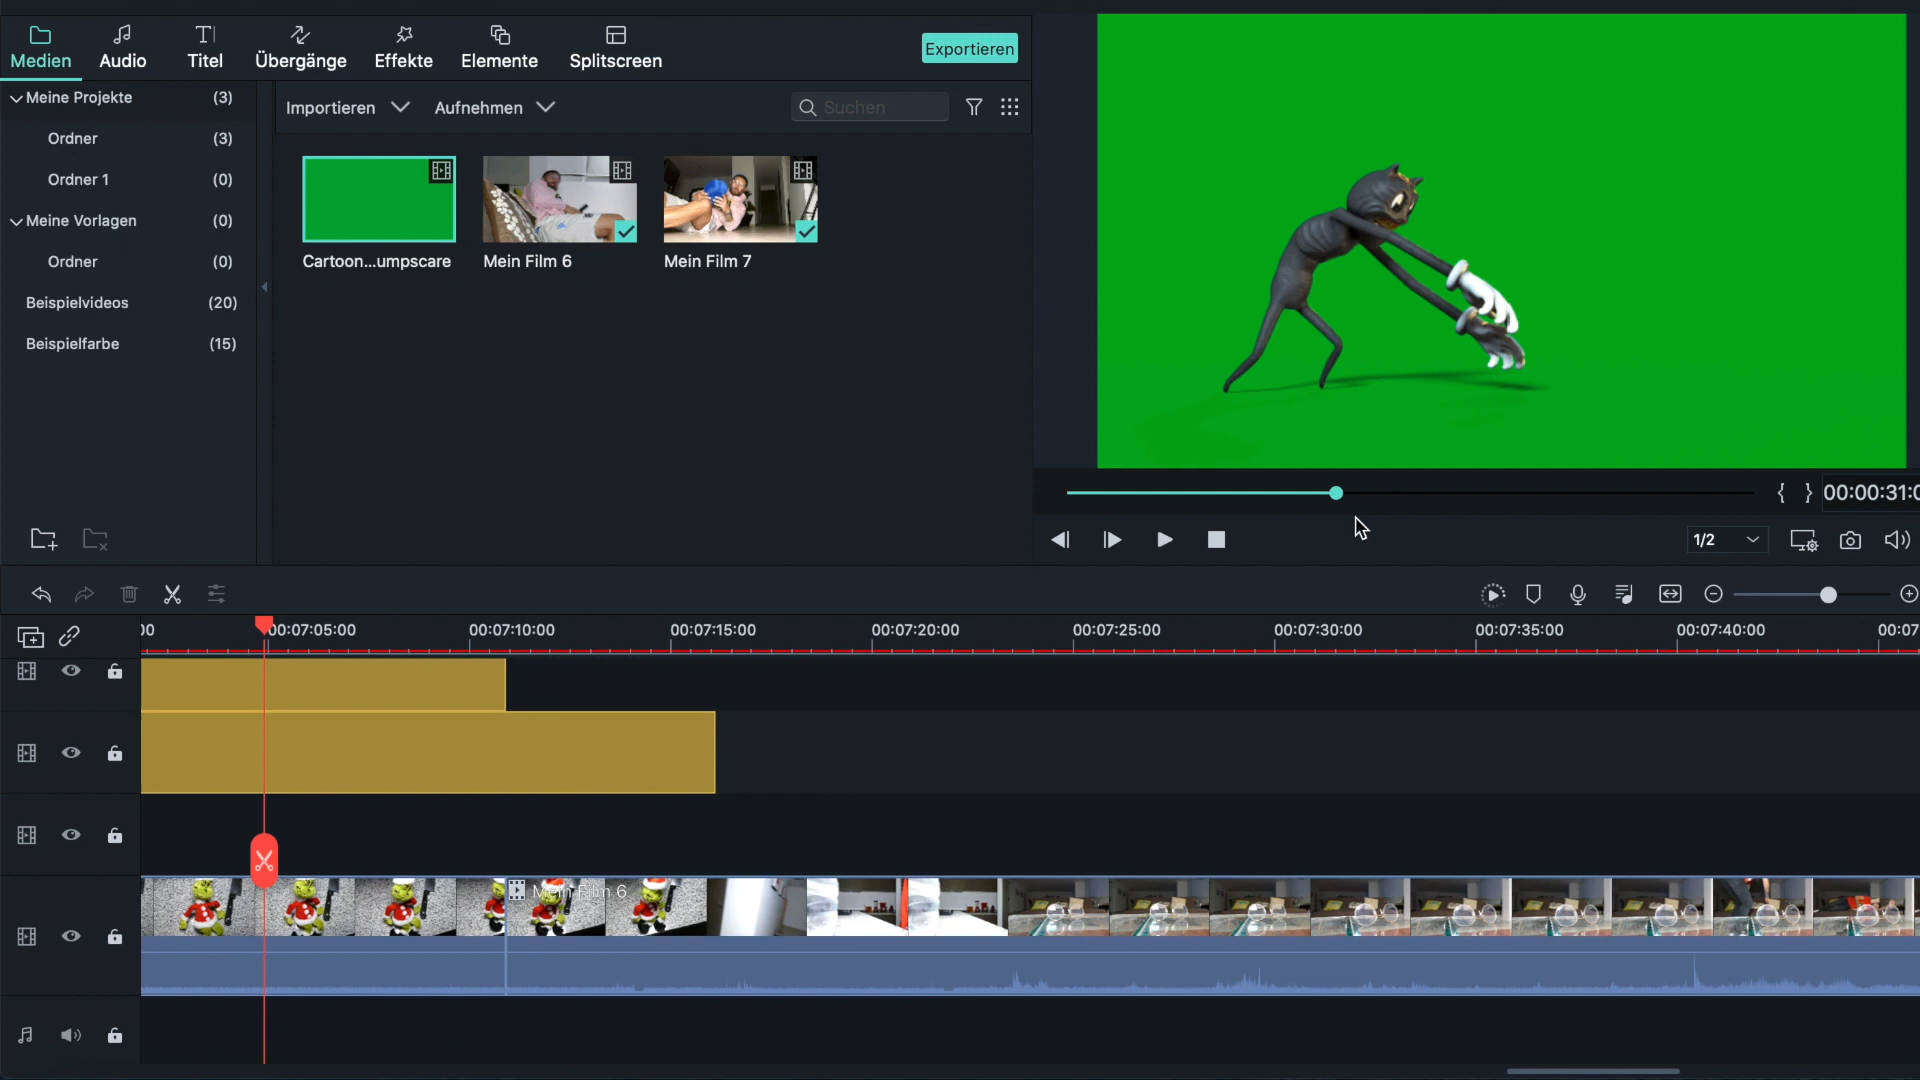 Medien
Audio
Titel
Übergänge
Effekte
Elemente
Splitscreen
Exportieren
Meine Projekte (3)
Ordner (3)
Ordner 1 (0)
Meine Vorlagen (0)
Ordner (0)
Beispielvideos (20)
Beispielfarbe (15)
Importieren
Aufnehmen
Suchen
Cartoon...umpscare
Mein Film 6
Mein Film 7
{ } 00:00:31:0
1/2
00
00:07:05:00
00:07:10:00
00:07:15:00
00:07:20:00
00:07:25:00
00:07:30:00
00:07:35:00
00:07:40:00
00:07
Mein Film 6